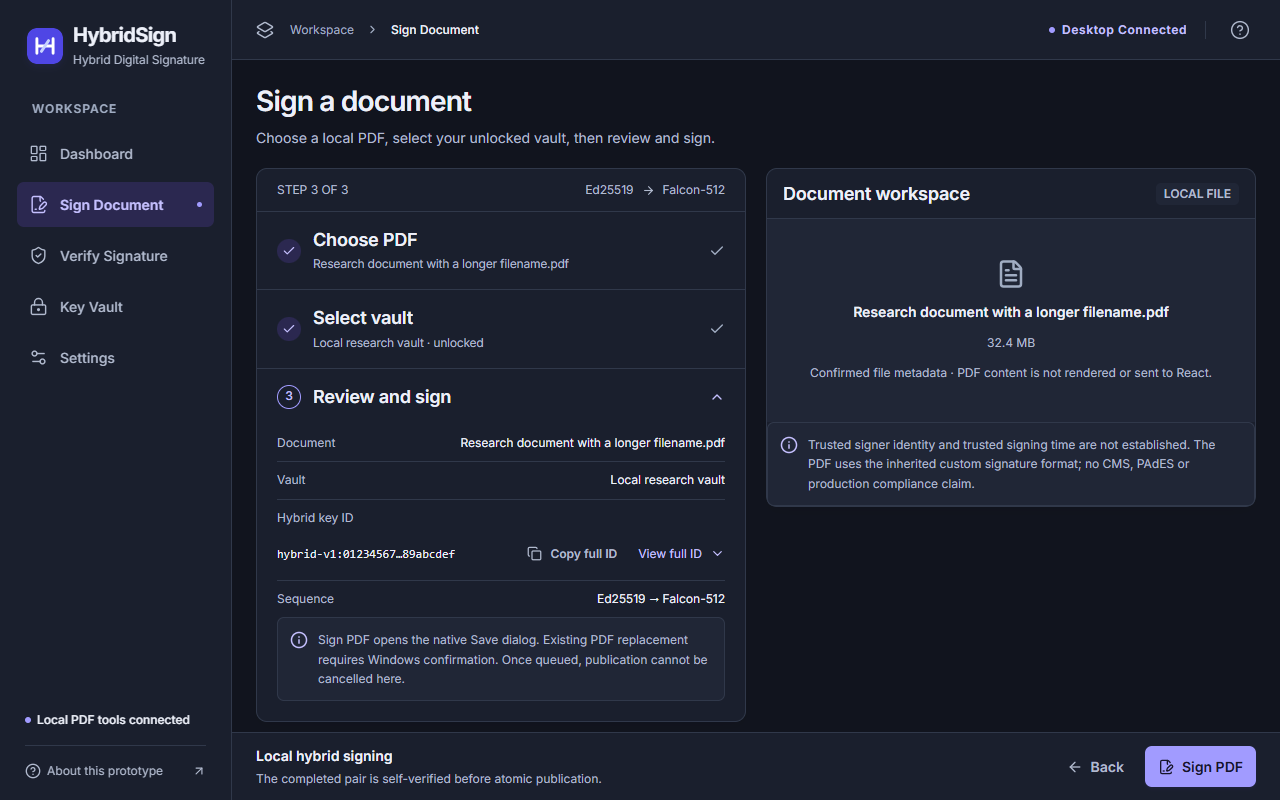 HybridSign
Hybrid Digital Signature
WORKSPACE
Dashboard
Sign Document
Verify Signature
Key Vault
Settings
Local PDF tools connected
About this prototype
Workspace
Sign Document
Desktop Connected
Sign a document
Choose a local PDF, select your unlocked vault, then review and sign.
STEP 3 OF 3
Ed25519 → Falcon-512
Choose PDF
Research document with a longer filename.pdf
Select vault
Local research vault · unlocked
3
Review and sign
Document
Research document with a longer filename.pdf
Vault
Local research vault
Hybrid key ID
hybrid-v1:01234567…89abcdef
Copy full ID
View full ID
Sequence
Ed25519 → Falcon-512
Sign PDF opens the native Save dialog. Existing PDF replacement
requires Windows confirmation. Once queued, publication cannot be
cancelled here.
Document workspace
LOCAL FILE
Research document with a longer filename.pdf
32.4 MB
Confirmed file metadata · PDF content is not rendered or sent to React.
Trusted signer identity and trusted signing time are not established. The
PDF uses the inherited custom signature format; no CMS, PAdES or
production compliance claim.
Local hybrid signing
The completed pair is self-verified before atomic publication.
Back
Sign PDF